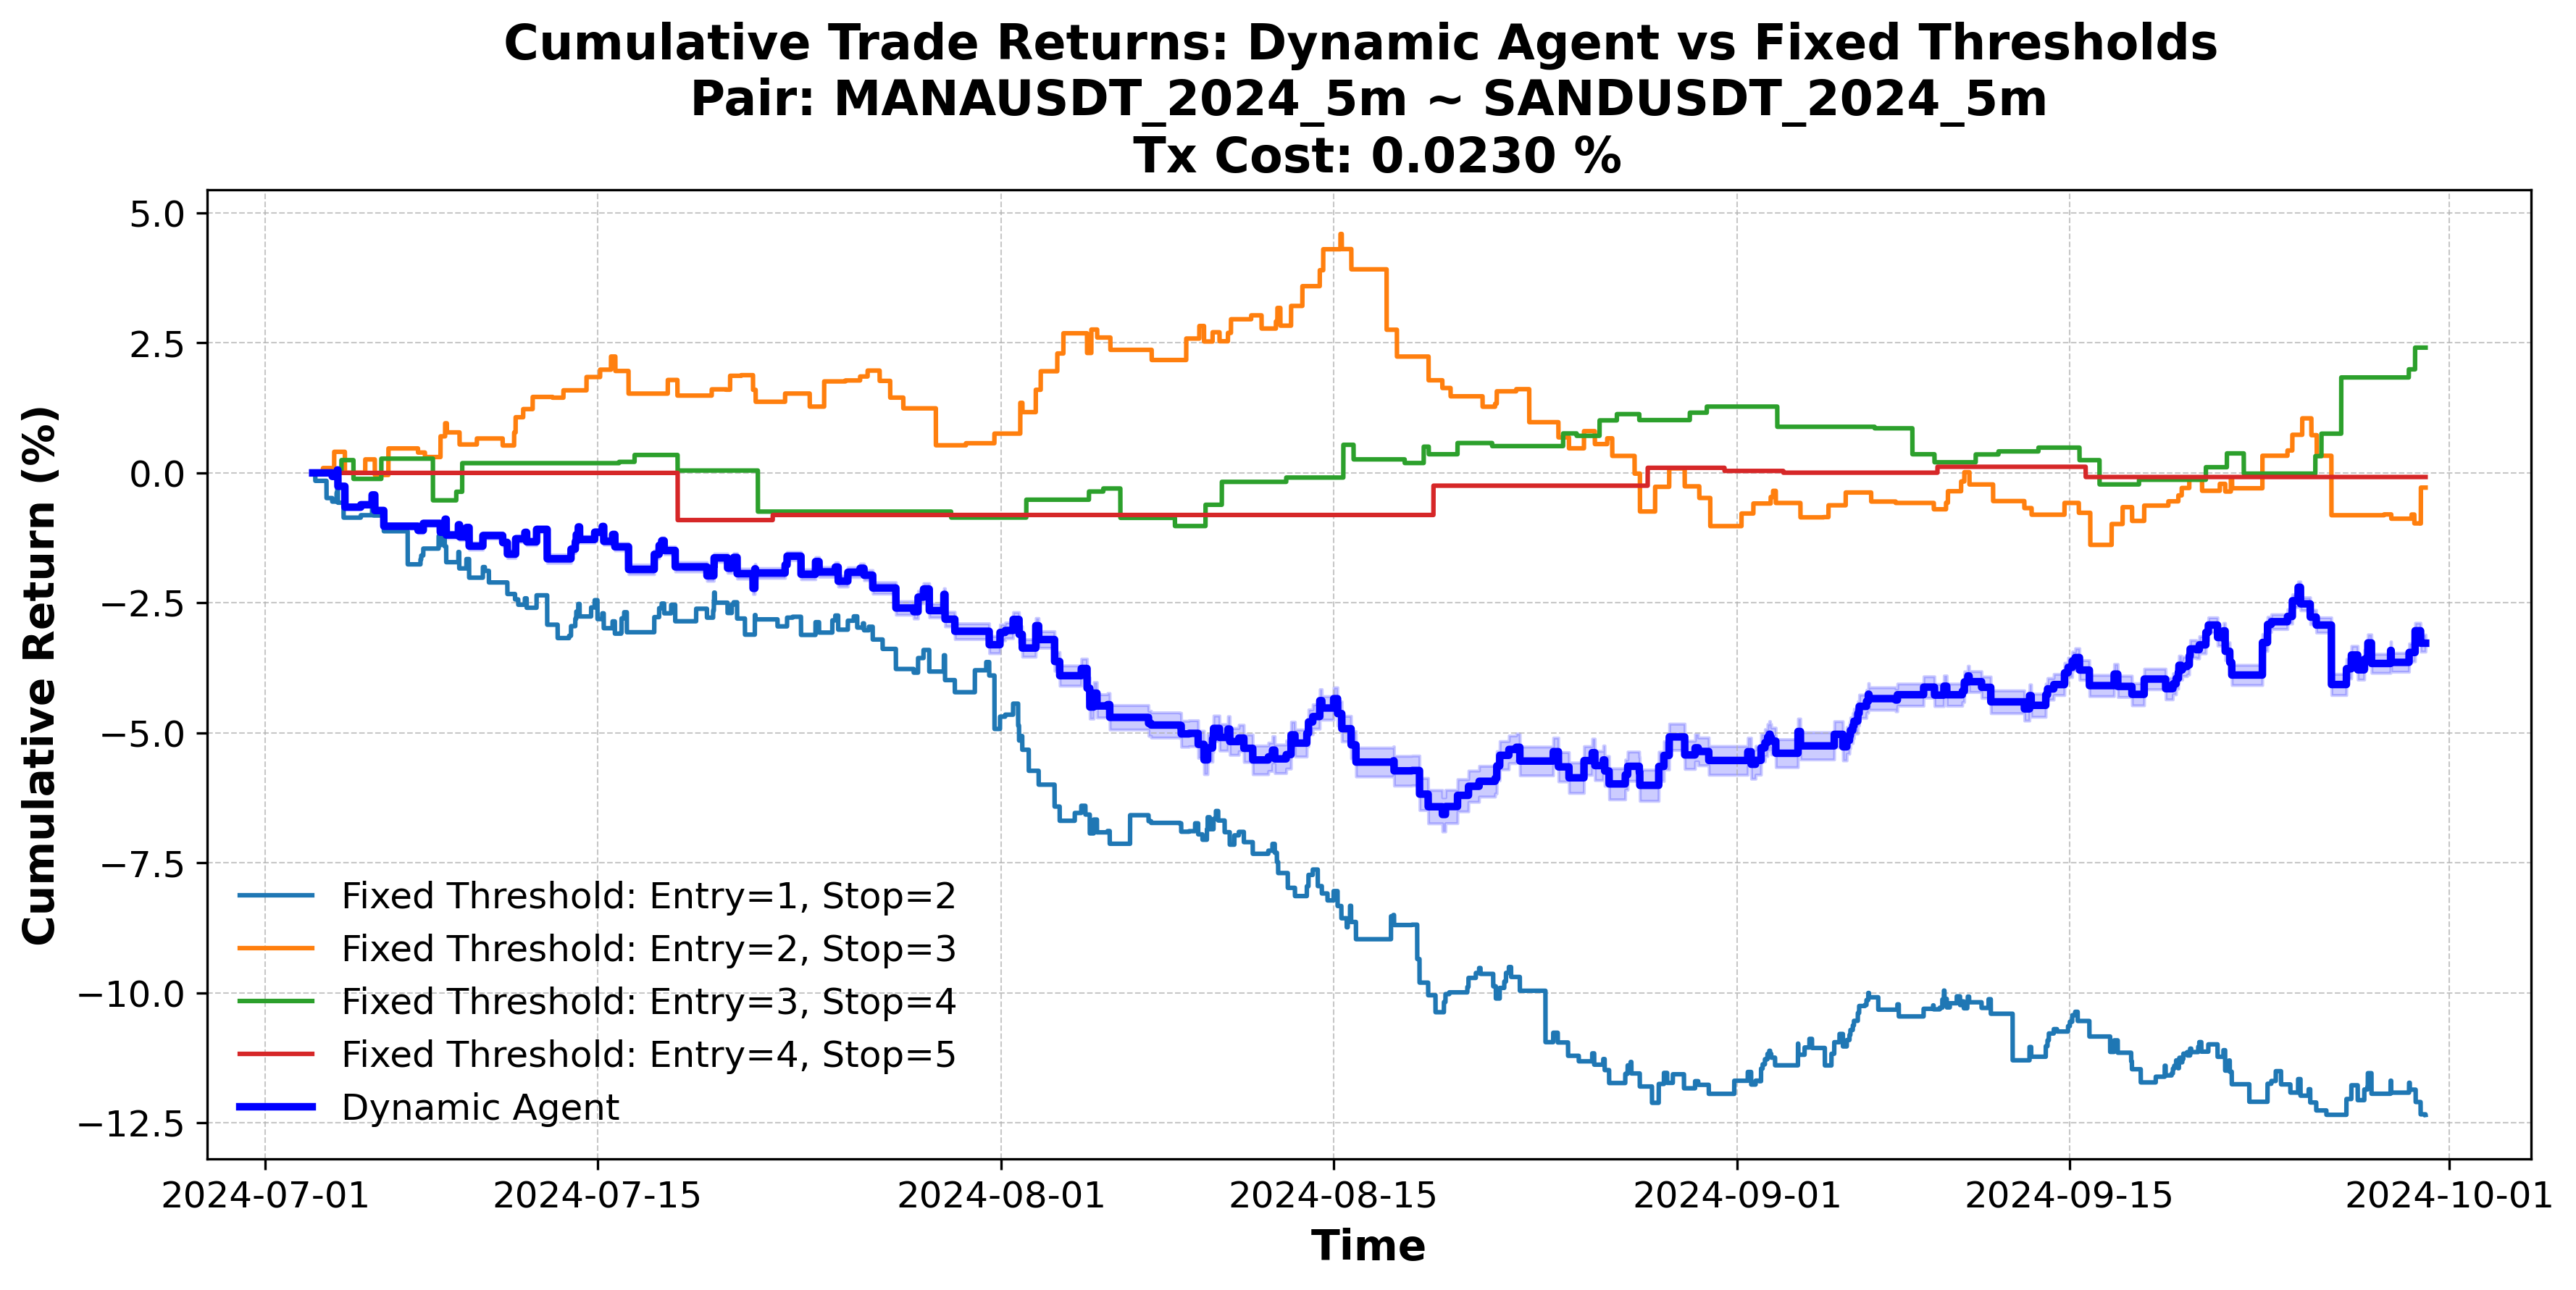 Cumulative Trade Returns: Dynamic Agent vs Fixed Thresholds
Pair: MANAUSDT_2024_5m ~ SANDUSDT_2024_5m
Tx Cost: 0.0230 %
Cumulative Return (%)
5.0
2.5
0.0
−2.5
−5.0
−7.5
−10.0
−12.5
Fixed Threshold: Entry=1, Stop=2
Fixed Threshold: Entry=2, Stop=3
Fixed Threshold: Entry=3, Stop=4
Fixed Threshold: Entry=4, Stop=5
Dynamic Agent
2024-07-01
2024-07-15
2024-08-01
2024-08-15
2024-09-01
2024-09-15
2024-10-01
Time